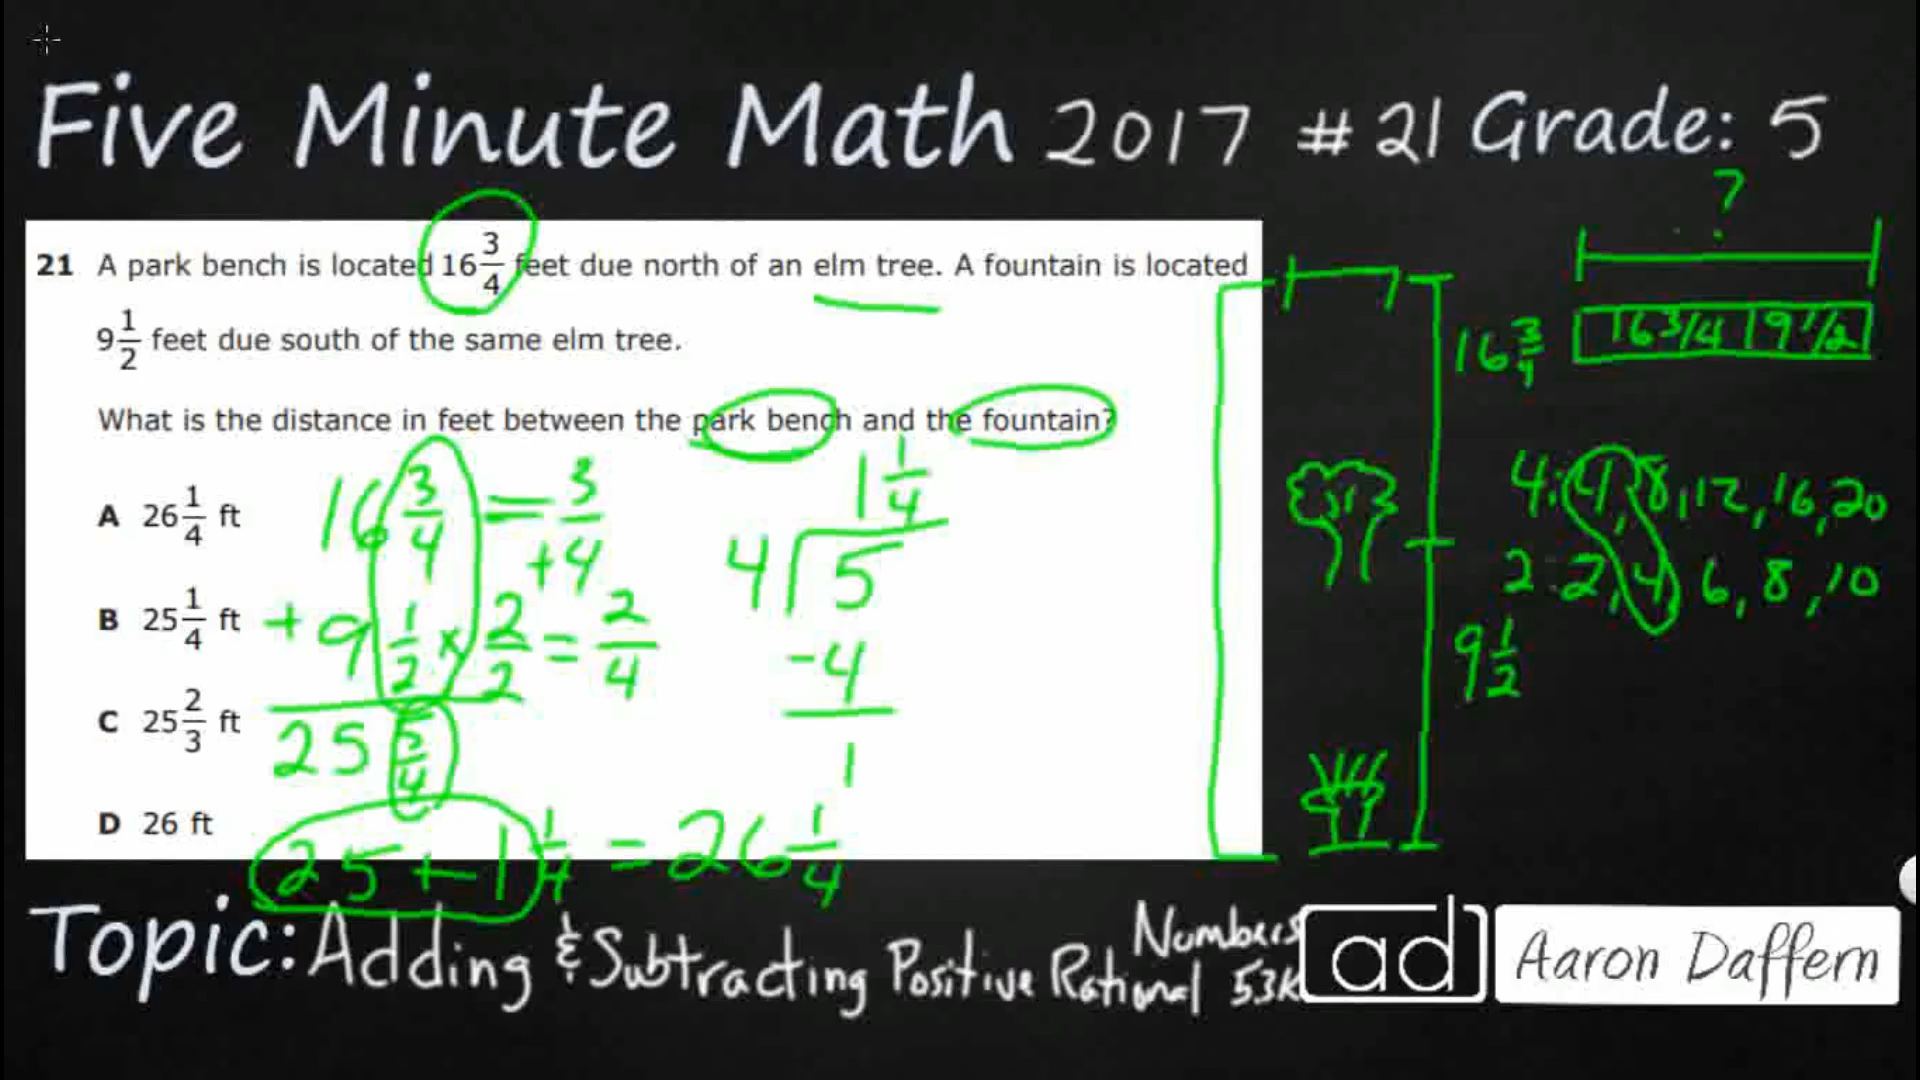 Five Minute Math 2017 #21 Grade: 5
?
21 A park bench is located 16 3/4 feet due north of an elm tree. A fountain is located
9 1/2 feet due south of the same elm tree.
What is the distance in feet between the park bench and the fountain?
A 26 1/4 ft
B 25 1/4 ft
C 25 2/3 ft
D 26 ft
16 3/4 = 3/4
+ 9 1/2 × 2/2 = + 2/4
25 5/4
25 + 1 1/4 = 26 1/4
1 1/4
4 5
-4
1
16 3/4
9 1/2
16 3/4 9 1/2
4: 4, 8, 12, 16, 20
2: 2, 4, 6, 8, 10
Topic: Adding & Subtracting Positive Rational Numbers 5.3K
ad Aaron Daffern